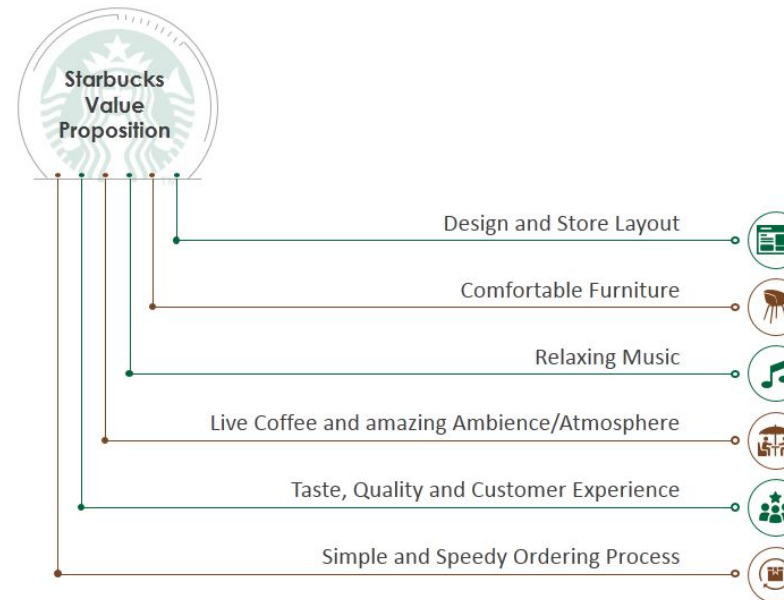 Starbucks
Value
Proposition
Design and Store Layout
Comfortable Furniture
Relaxing Music
Live Coffee and amazing Ambience/Atmosphere
Taste, Quality and Customer Experience
Simple and Speedy Ordering Process